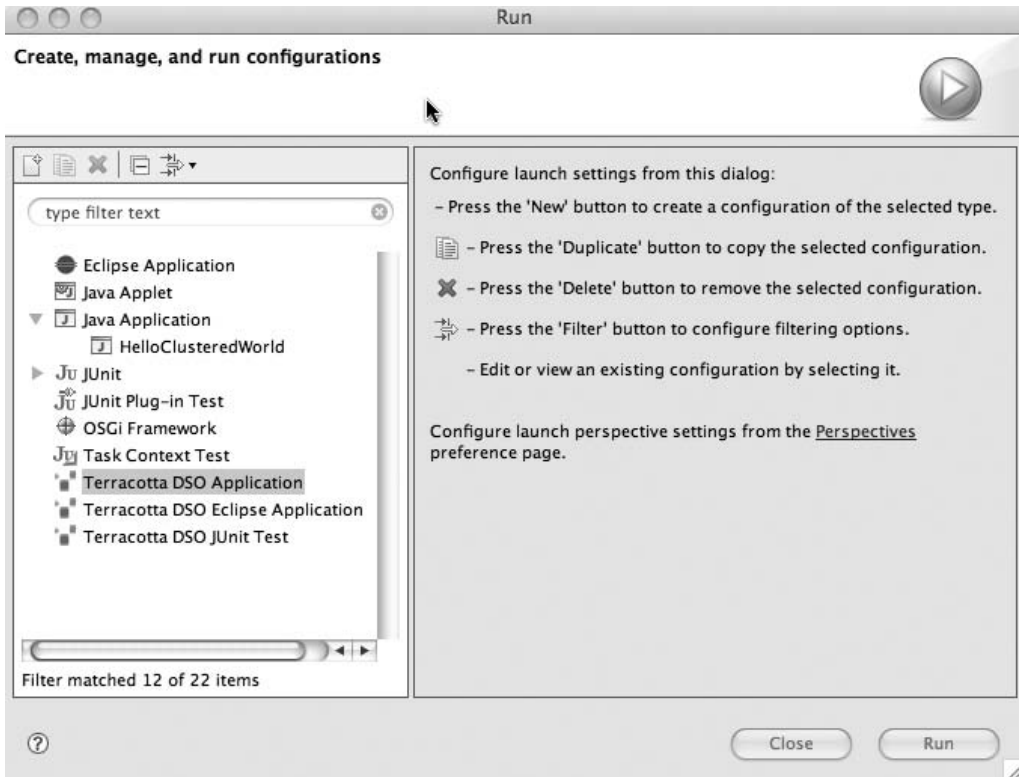 Run
Create, manage, and run configurations
type filter text
Eclipse Application
Java Applet
Java Application
HelloClusteredWorld
JUnit
JUnit Plug-in Test
OSGi Framework
Task Context Test
Terracotta DSO Application
Terracotta DSO Eclipse Application
Terracotta DSO JUnit Test
Filter matched 12 of 22 items
Configure launch settings from this dialog:
– Press the 'New' button to create a configuration of the selected type.
– Press the 'Duplicate' button to copy the selected configuration.
– Press the 'Delete' button to remove the selected configuration.
– Press the 'Filter' button to configure filtering options.
– Edit or view an existing configuration by selecting it.
Configure launch perspective settings from the Perspectives
preference page.
Close
Run